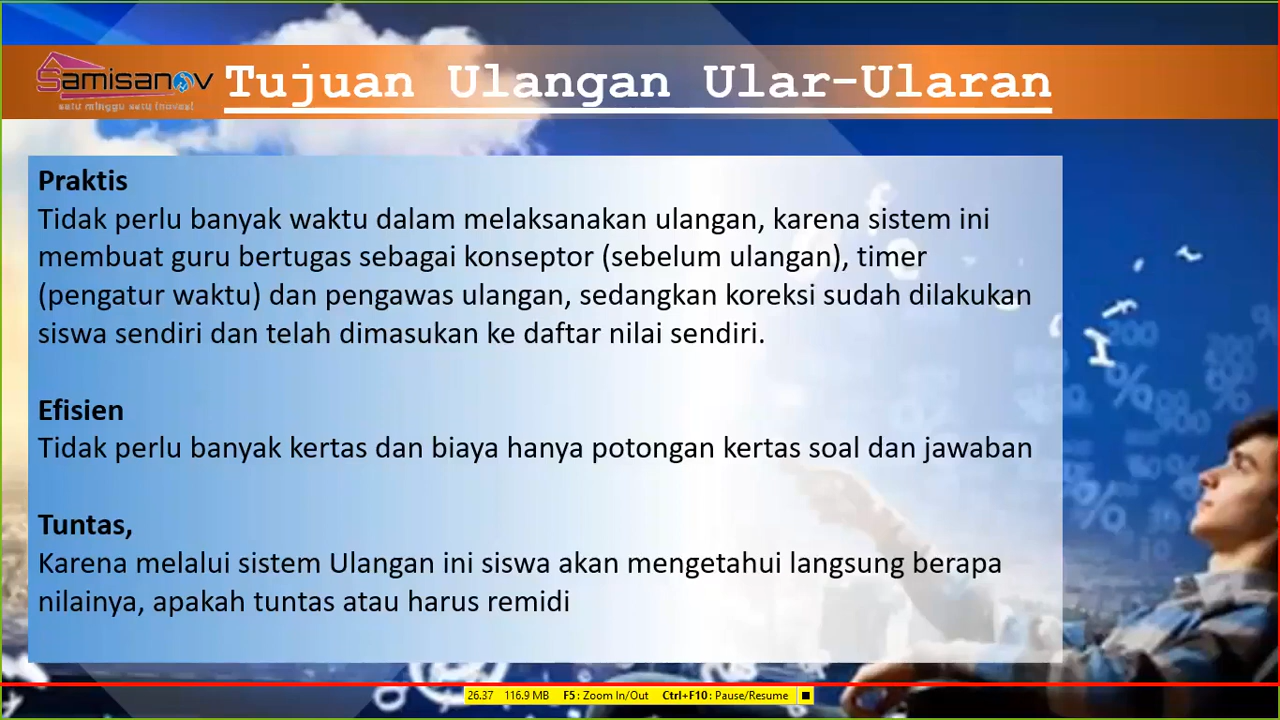 Samisanov
satu minggu satu inovasi
Tujuan Ulangan Ular-Ularan
Praktis
Tidak perlu banyak waktu dalam melaksanakan ulangan, karena sistem ini
membuat guru bertugas sebagai konseptor (sebelum ulangan), timer
(pengatur waktu) dan pengawas ulangan, sedangkan koreksi sudah dilakukan
siswa sendiri dan telah dimasukan ke daftar nilai sendiri.
Efisien
Tidak perlu banyak kertas dan biaya hanya potongan kertas soal dan jawaban
Tuntas,
Karena melalui sistem Ulangan ini siswa akan mengetahui langsung berapa
nilainya, apakah tuntas atau harus remidi
26.37 116.9 MB F5: Zoom In/Out Ctrl+F10: Pause/Resume